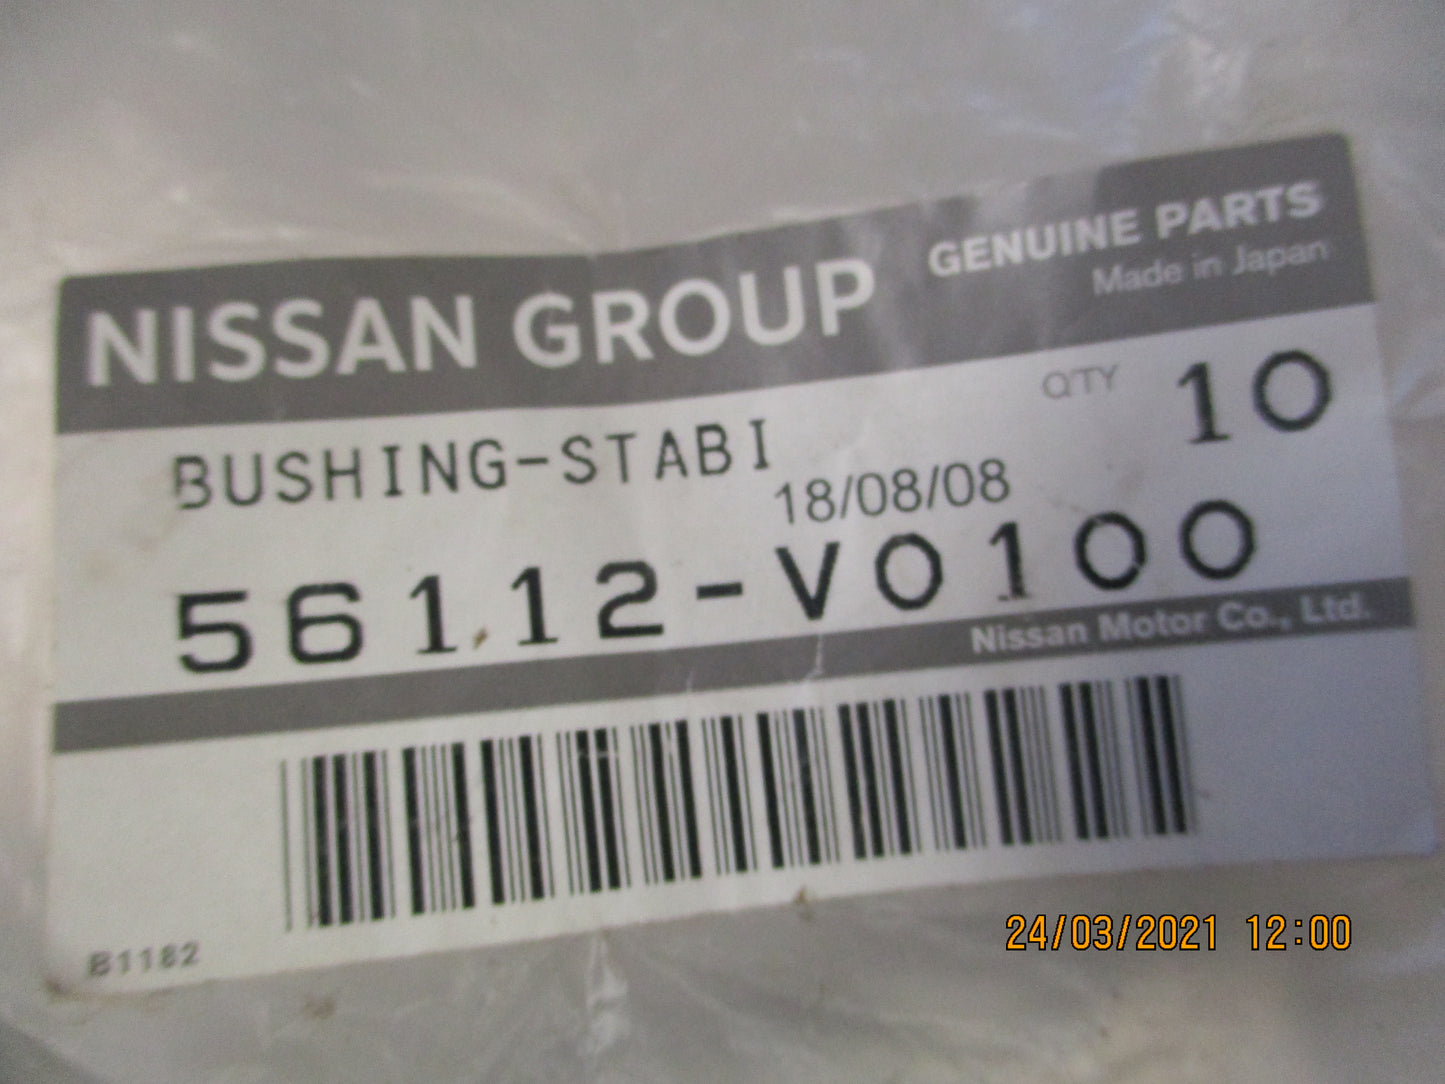 NISSAN GROUP
GENUINE PARTS
Made in Japan
QTY 10
BUSHING-STABI
18/08/08
56112-V0100
Nissan Motor Co., Ltd.
B1182
24/03/2021 12:00